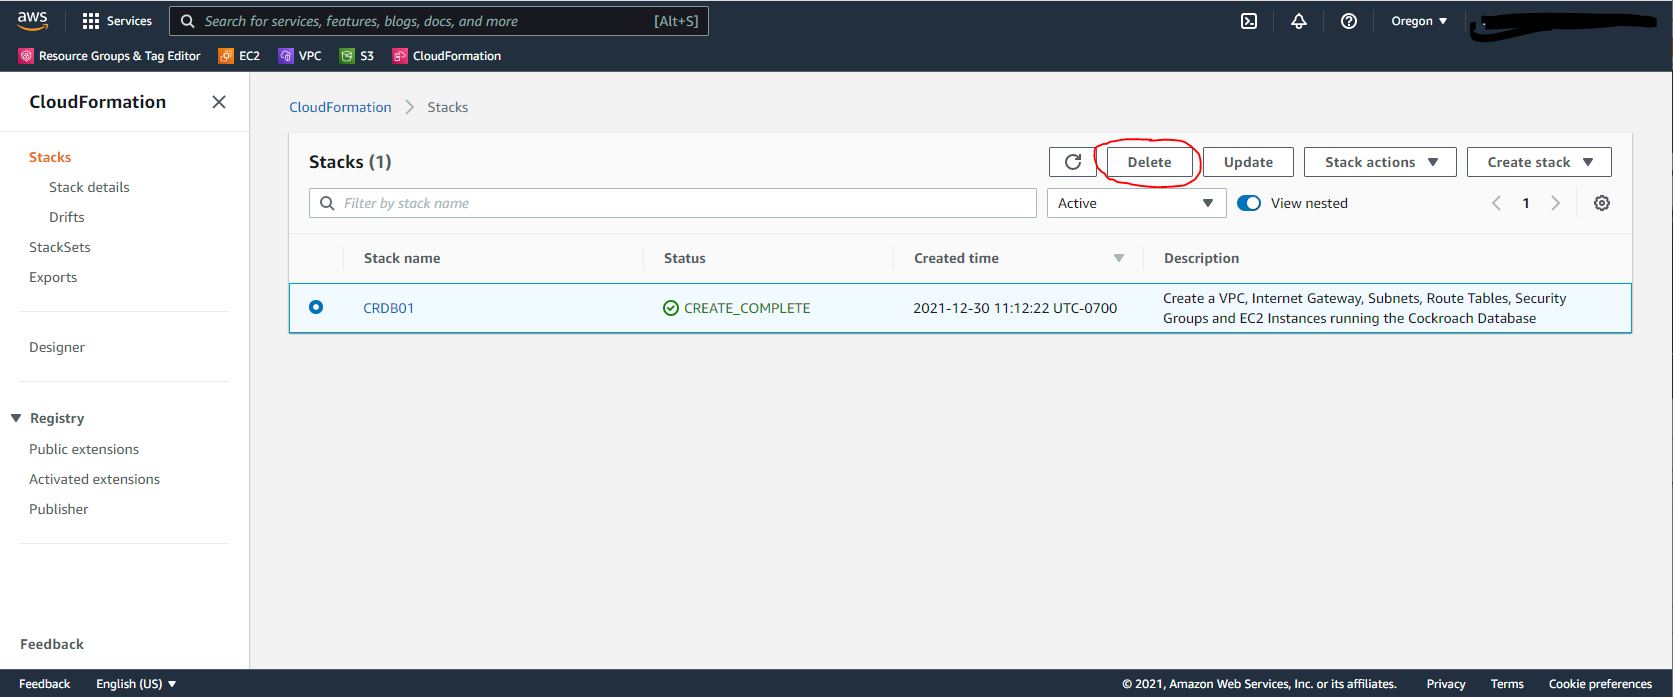 aws
Services
Search for services, features, blogs, docs, and more
[Alt+S]
Oregon
Resource Groups & Tag Editor
EC2
VPC
S3
CloudFormation
CloudFormation
Stacks
Stack details
Drifts
StackSets
Exports
Designer
Registry
Public extensions
Activated extensions
Publisher
Feedback
CloudFormation
Stacks
Stacks (1)
Delete
Update
Stack actions
Create stack
Filter by stack name
Active
View nested
1
Stack name
Status
Created time
Description
CRDB01
CREATE_COMPLETE
2021-12-30 11:12:22 UTC-0700
Create a VPC, Internet Gateway, Subnets, Route Tables, Security
Groups and EC2 Instances running the Cockroach Database
Feedback
English (US)
© 2021, Amazon Web Services, Inc. or its affiliates.
Privacy
Terms
Cookie preferences